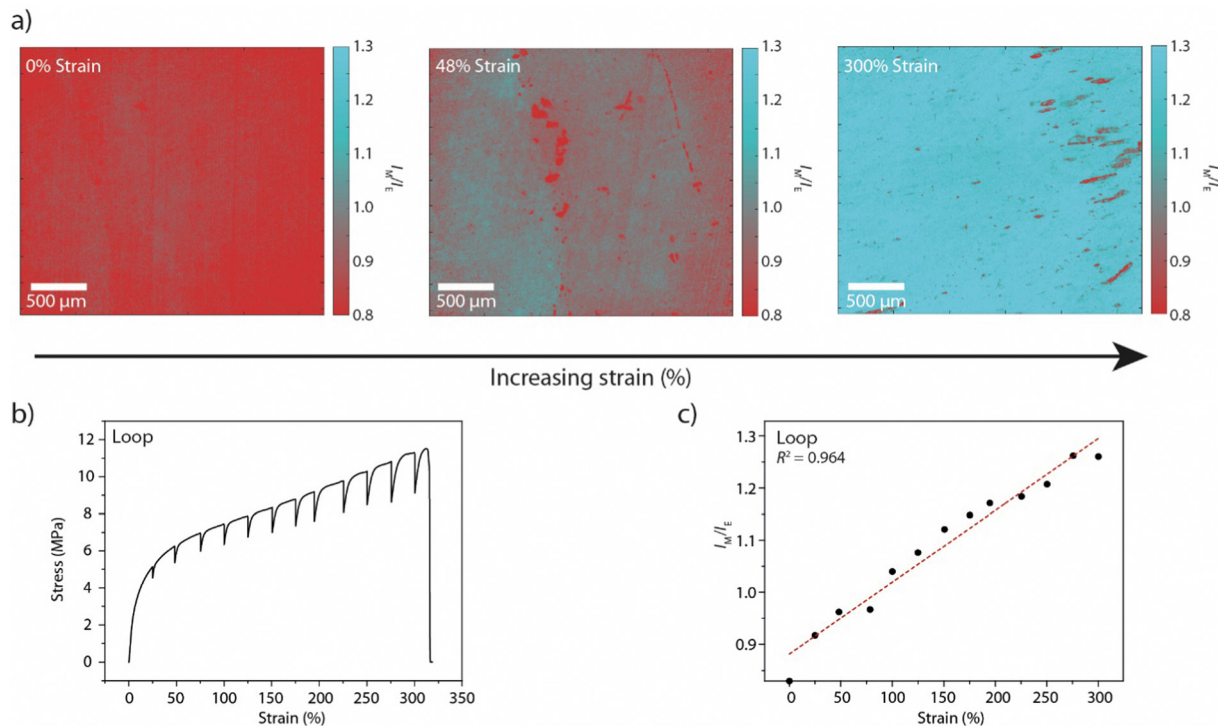 a)
0% Strain
500 µm
1.3
1.2
1.1
1.0
0.9
0.8
I_M/I_E
48% Strain
500 µm
1.3
1.2
1.1
1.0
0.9
0.8
I_M/I_E
300% Strain
500 µm
1.3
1.2
1.1
1.0
0.9
0.8
I_M/I_E
Increasing strain (%)
b)
Loop
Stress (MPa)
12
10
8
6
4
2
0
0 50 100 150 200 250 300 350
Strain (%)
c)
Loop
R² = 0.964
I_M/I_E
1.3
1.2
1.1
1.0
0.9
0 50 100 150 200 250 300
Strain (%)